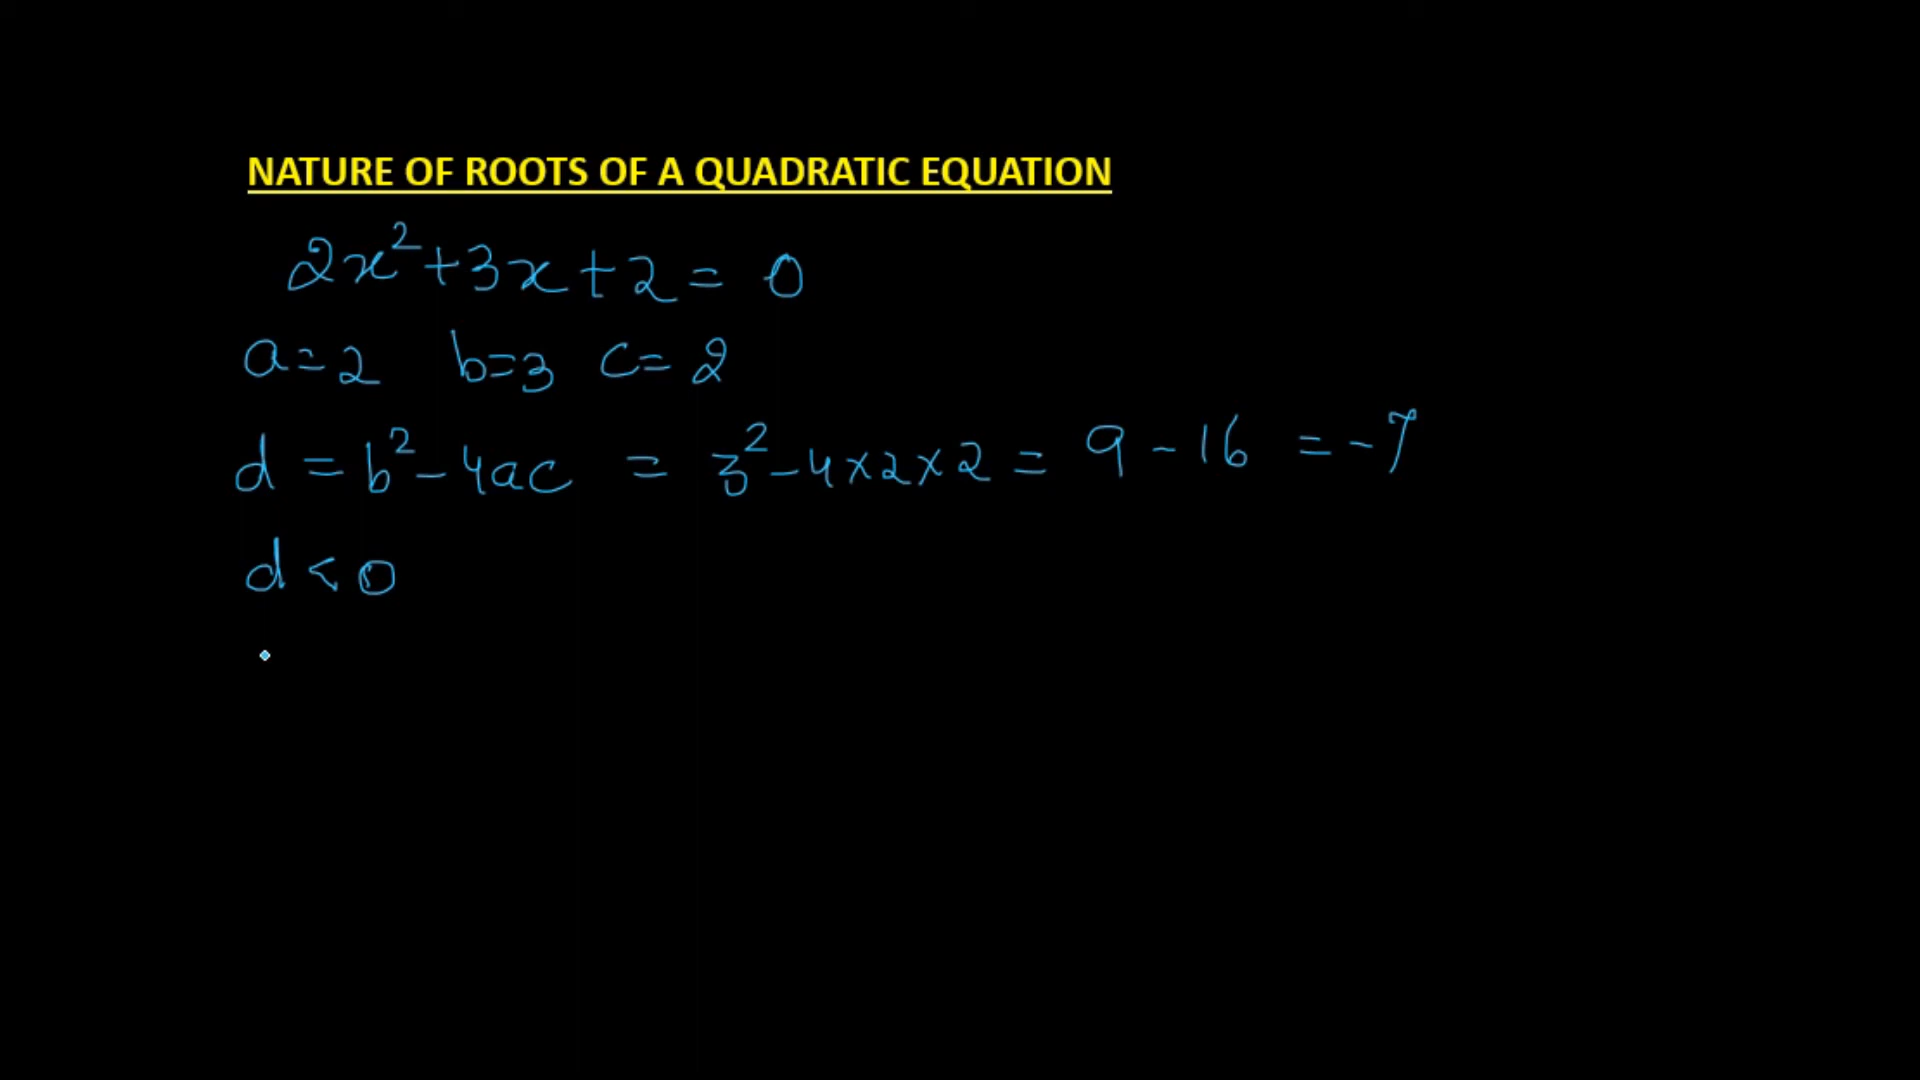 NATURE OF ROOTS OF A QUADRATIC EQUATION
2x²+3x+2= 0
a=2 b=3 c=2
d = b²-4ac = 3²-4×2×2= 9-16 =-7
d<0